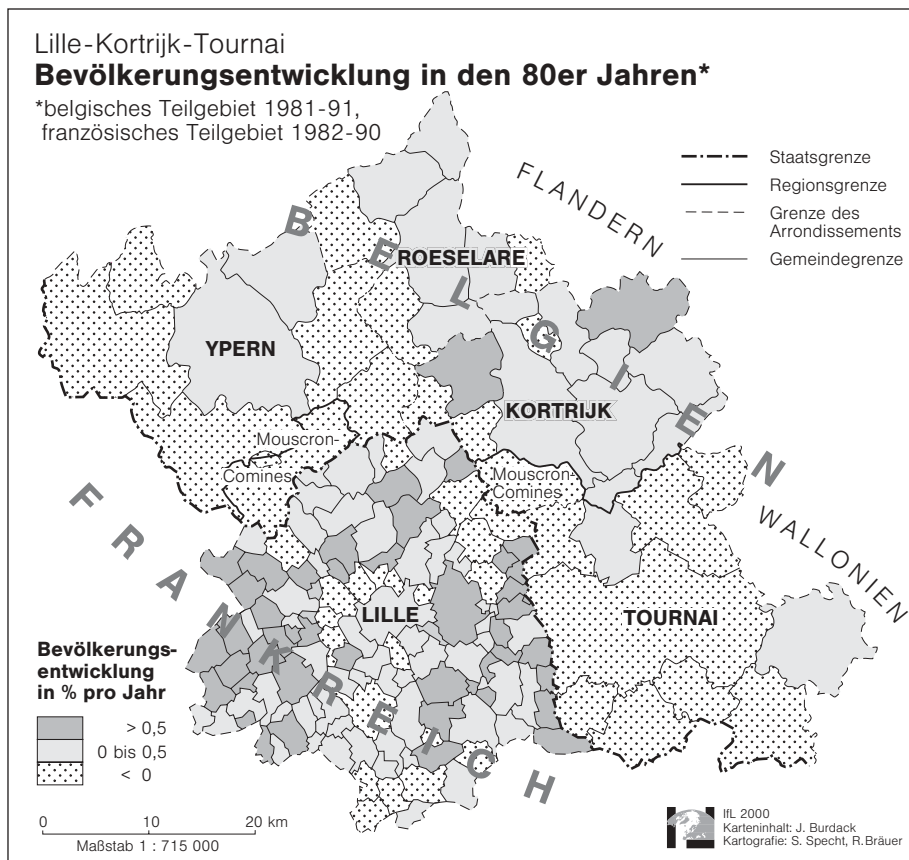 Lille-Kortrijk-Tournai
Bevölkerungsentwicklung in den 80er Jahren*
*belgisches Teilgebiet 1981-91,
französisches Teilgebiet 1982-90
Staatsgrenze
Regionsgrenze
Grenze des
Arrondissements
Gemeindegrenze
FLANDERN
BELGIEN
ROESELARE
YPERN
KORTRIJK
Mouscron-
Comines
Mouscron-
Comines
WALLONIEN
FRANKREICH
LILLE
TOURNAI
Bevölkerungs-
entwicklung
in % pro Jahr
> 0,5
0 bis 0,5
< 0
0 10 20 km
Maßstab 1 : 715 000
IfL 2000
Karteninhalt: J. Burdack
Kartografie: S. Specht, R.Bräuer